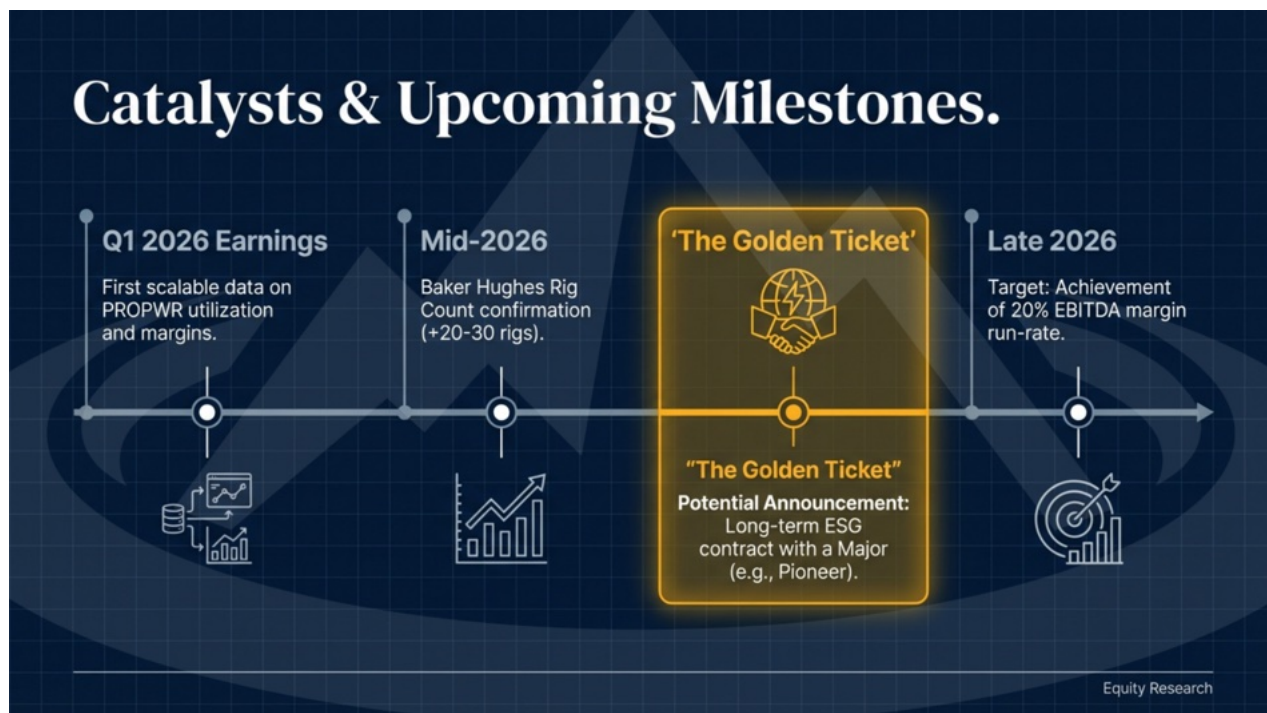 Catalysts & Upcoming Milestones.
Q1 2026 Earnings
First scalable data on
PROPWR utilization
and margins.
Mid-2026
Baker Hughes Rig
Count confirmation
(+20-30 rigs).
‘The Golden Ticket’
“The Golden Ticket”
Potential Announcement:
Long-term ESG
contract with a Major
(e.g., Pioneer).
Late 2026
Target: Achievement
of 20% EBITDA margin
run-rate.
Equity Research